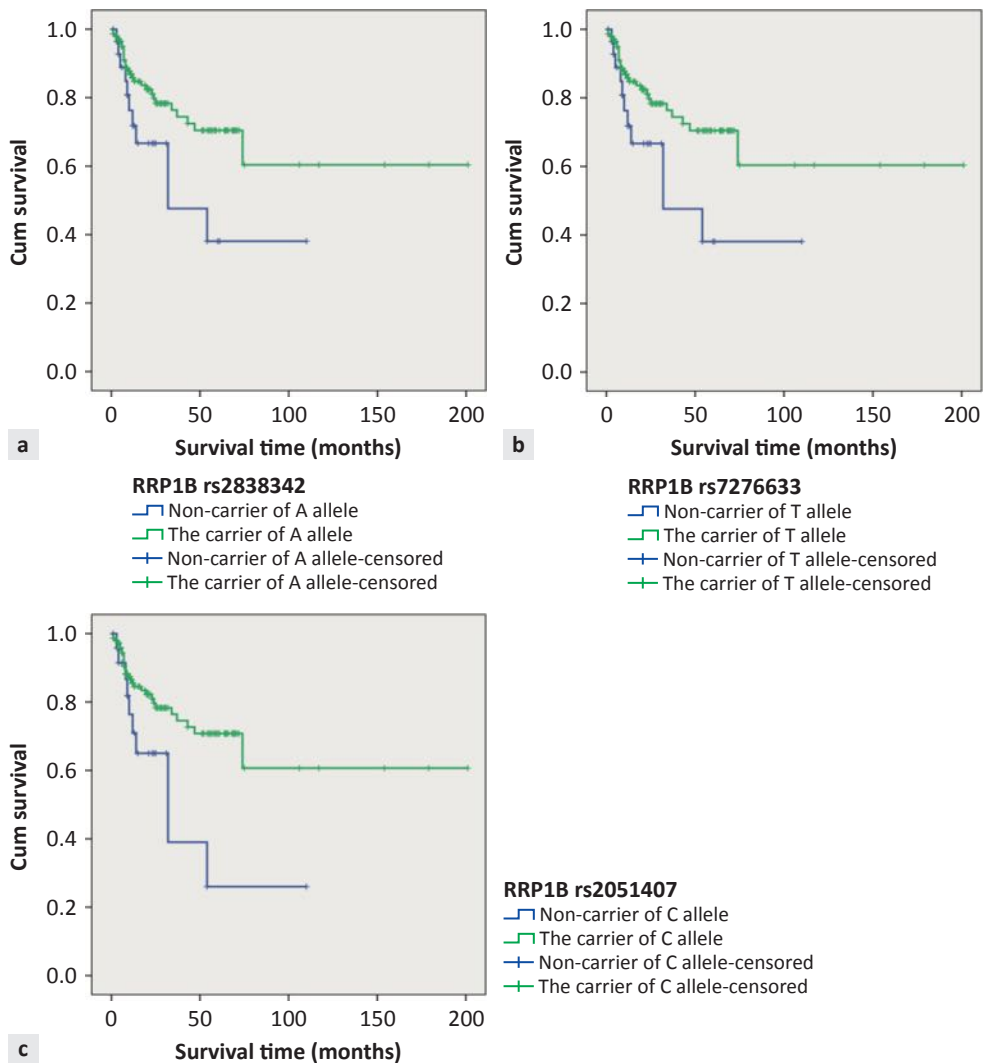 1.0
0.8
0.6
0.4
0.2
0.0
Cum survival
0 50 100 150 200
Survival time (months)
a
RRP1B rs2838342
Non-carrier of A allele
The carrier of A allele
Non-carrier of A allele-censored
The carrier of A allele-censored
1.0
0.8
0.6
0.4
0.2
0.0
Cum survival
0 50 100 150 200
Survival time (months)
b
RRP1B rs7276633
Non-carrier of T allele
The carrier of T allele
Non-carrier of T allele-censored
The carrier of T allele-censored
1.0
0.8
0.6
0.4
0.2
0.0
Cum survival
0 50 100 150 200
Survival time (months)
c
RRP1B rs2051407
Non-carrier of C allele
The carrier of C allele
Non-carrier of C allele-censored
The carrier of C allele-censored